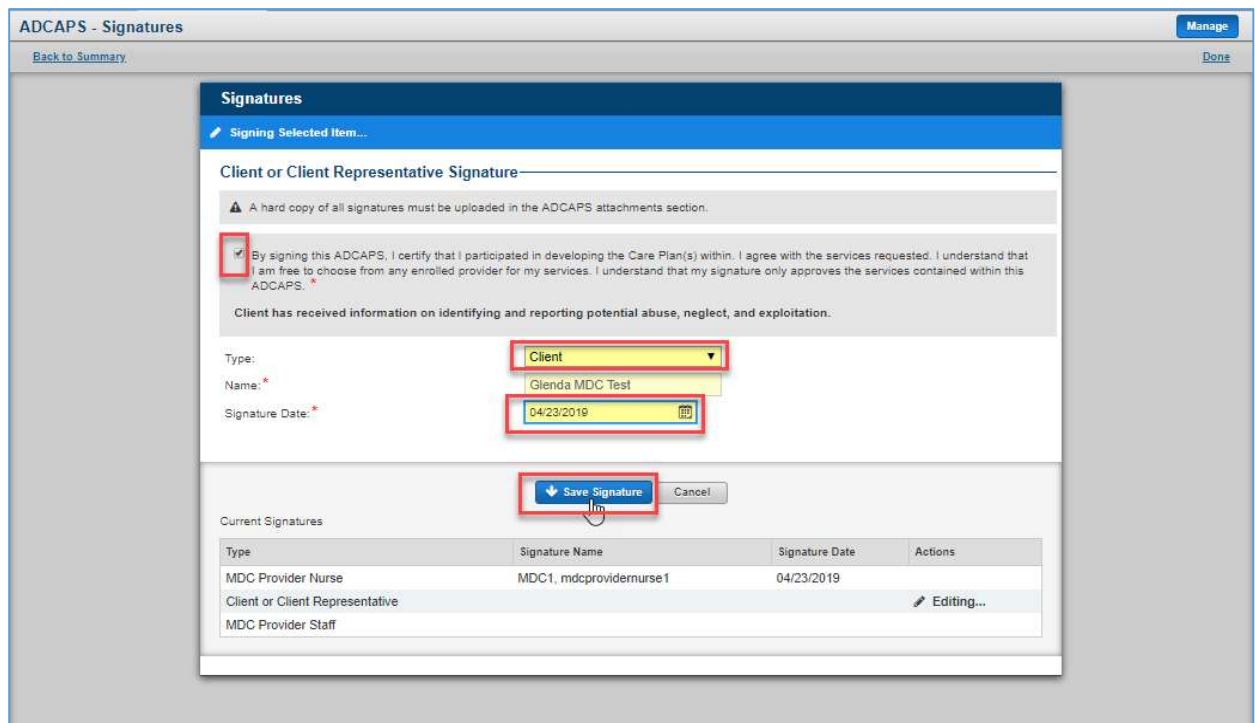 ADCAPS - Signatures
Manage
Back to Summary
Done
Signatures
Signing Selected Item...
Client or Client Representative Signature
A hard copy of all signatures must be uploaded in the ADCAPS attachments section.
By signing this ADCAPS, I certify that I participated in developing the Care Plan(s) within. I agree with the services requested. I understand that
I am free to choose from any enrolled provider for my services. I understand that my signature only approves the services contained within this
ADCAPS. *
Client has received information on identifying and reporting potential abuse, neglect, and exploitation.
Type: Client
Name:* Glenda MDC Test
Signature Date:* 04/23/2019
Save Signature Cancel
Current Signatures
Type Signature Name Signature Date Actions
MDC Provider Nurse MDC1, mdcprovidernurse1 04/23/2019
Client or Client Representative Editing...
MDC Provider Staff